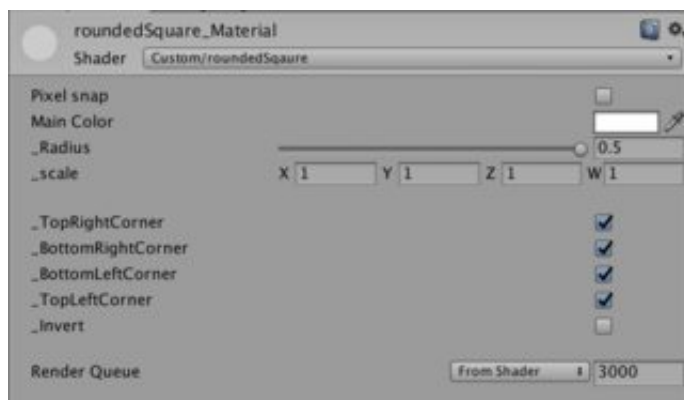 roundedSquare_Material
Shader Custom/roundedSqaure
Pixel snap
Main Color
_Radius 0.5
_scale X 1 Y 1 Z 1 W 1
_TopRightCorner
_BottomRightCorner
_BottomLeftCorner
_TopLeftCorner
_Invert
Render Queue From Shader 3000